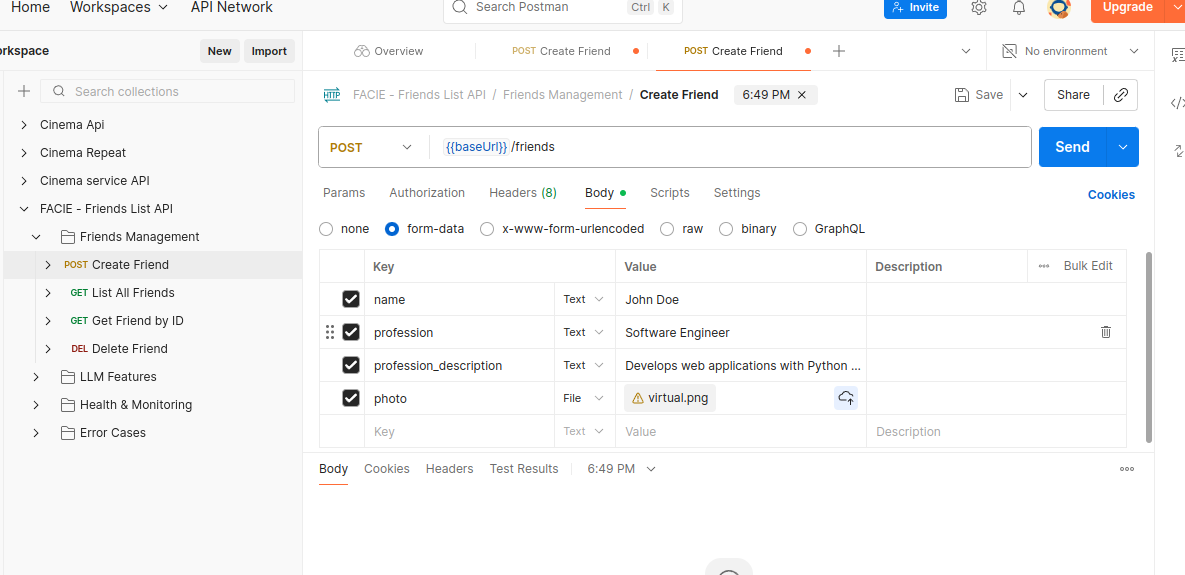 Home Workspaces API Network Search Postman Ctrl K Invite Upgrade
rkspace New Import Overview POST Create Friend POST Create Friend No environment
Search collections
HTTP FACIE - Friends List API / Friends Management / Create Friend 6:49 PM Save Share
Cinema Api
Cinema Repeat
Cinema service API
FACIE - Friends List API
Friends Management
POST Create Friend
GET List All Friends
GET Get Friend by ID
DEL Delete Friend
LLM Features
Health & Monitoring
Error Cases
POST {{baseUrl}} /friends Send
Params Authorization Headers (8) Body Scripts Settings Cookies
none form-data x-www-form-urlencoded raw binary GraphQL
Key Value Description Bulk Edit
name Text John Doe
profession Text Software Engineer
profession_description Text Develops web applications with Python ...
photo File virtual.png
Key Text Value Description
Body Cookies Headers Test Results 6:49 PM